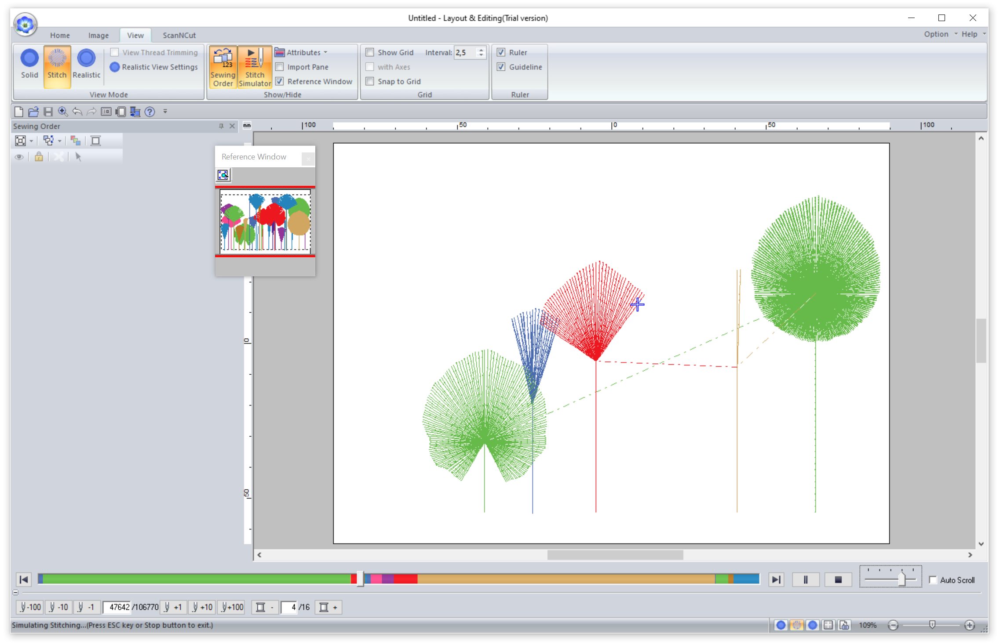 Untitled - Layout & Editing(Trial version)
Home Image View ScanNCut Option Help
View Thread Trimming Attributes Show Grid Interval: 2,5 Ruler
Realistic View Settings Import Pane with Axes Guideline
Solid Stitch Realistic Sewing Order Stitch Simulator Reference Window Snap to Grid
123
View Mode Show/Hide Grid Ruler
Sewing Order mm 100 50 0 50 100
Reference Window
0
50
Auto Scroll
-100 -10 -1 47642 /106770 +1 +10 +100 - 4 /16 +
Simulating Stitching...(Press ESC key or Stop button to exit.) 109%